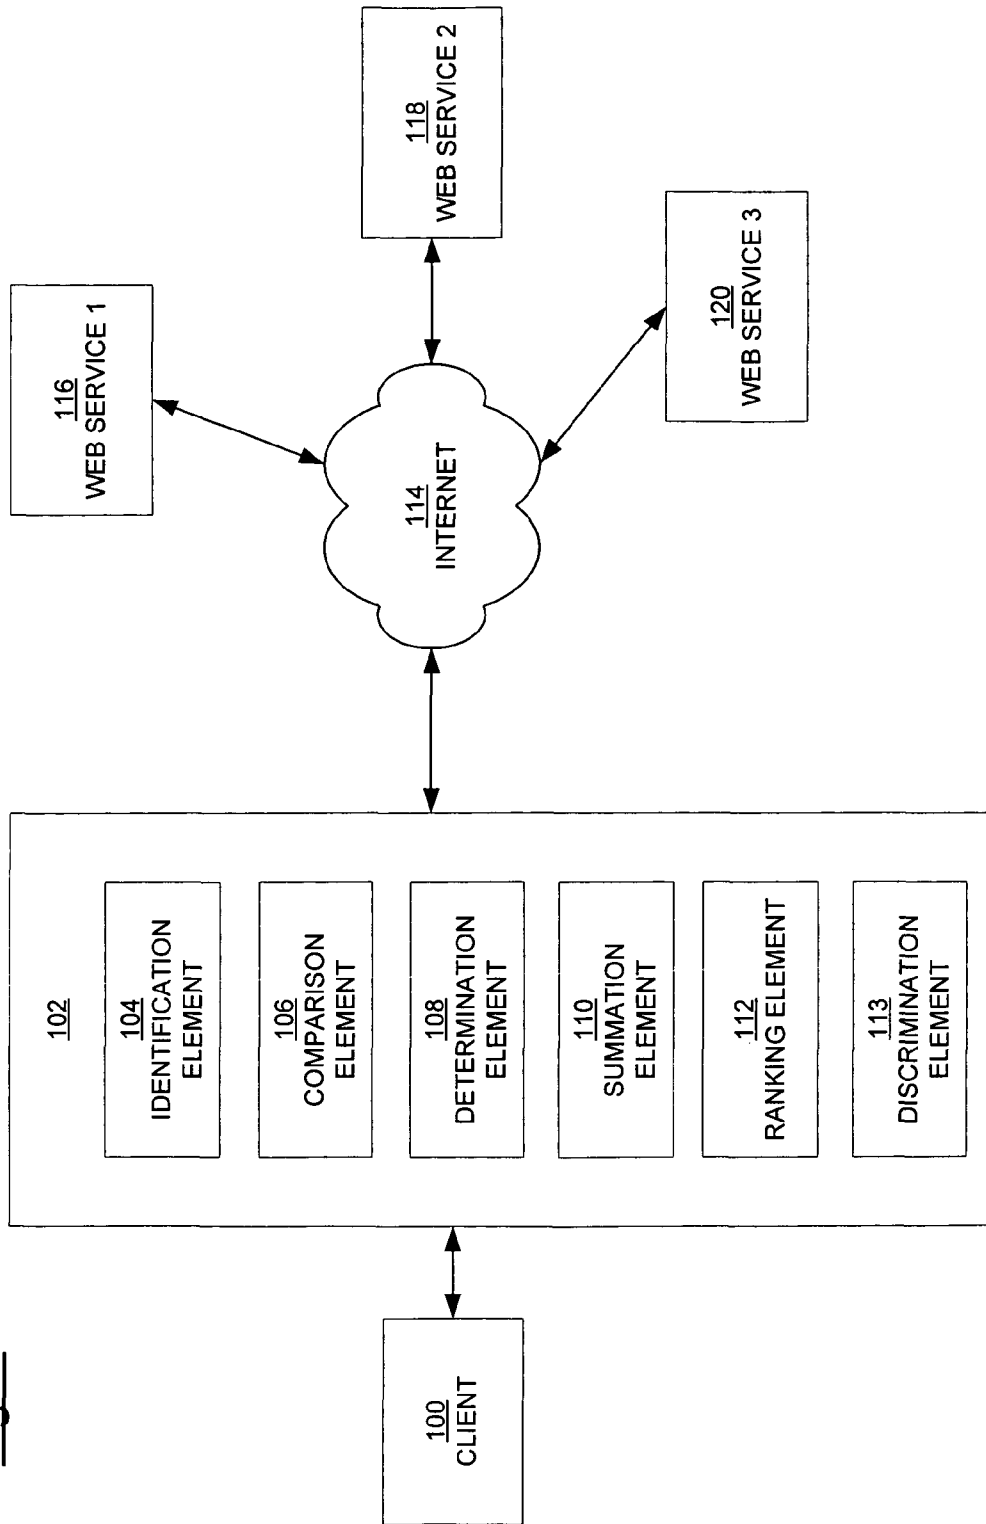 100
CLIENT
102
104
IDENTIFICATION
ELEMENT
106
COMPARISON
ELEMENT
108
DETERMINATION
ELEMENT
110
SUMMATION
ELEMENT
112
RANKING ELEMENT
113
DISCRIMINATION
ELEMENT
114
INTERNET
116
WEB SERVICE 1
118
WEB SERVICE 2
120
WEB SERVICE 3